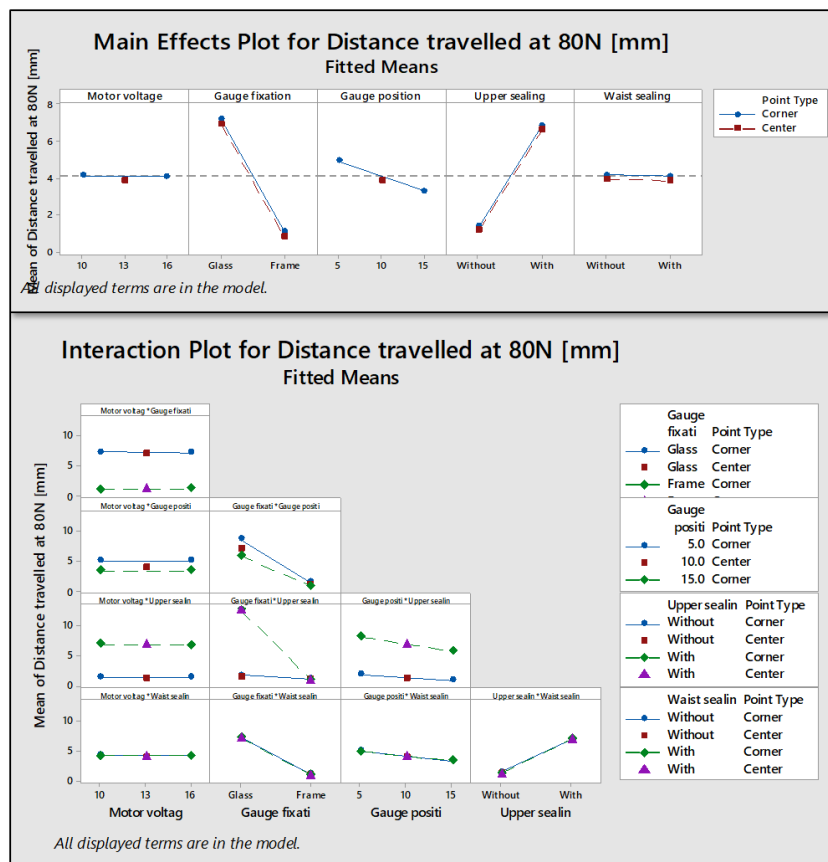 Main Effects Plot for Distance travelled at 80N [mm]
Fitted Means
Mean of Distance travelled at 80N [mm]
Motor voltage Gauge fixation Gauge position Upper sealing Waist sealing
8
6
4
2
0
10 13 16 Glass Frame 5 10 15 Without With Without With
Point Type
Corner
Center
All displayed terms are in the model.
Interaction Plot for Distance travelled at 80N [mm]
Fitted Means
Mean of Distance travelled at 80N [mm]
Motor voltag *Gauge fixati
10
5
0
Motor voltag *Gauge positi Gauge fixati *Gauge positi
10
5
0
Motor voltag *Upper sealin Gauge fixati *Upper sealin Gauge positi *Upper sealin
10
5
0
Motor voltag *Waist sealin Gauge fixati *Waist sealin Gauge positi *Waist sealin Upper sealin *Waist sealin
10
5
0
10 13 16 Glass Frame 5 10 15 Without With
Motor voltag Gauge fixati Gauge positi Upper sealin
Gauge
fixati Point Type
Glass Corner
Glass Center
Frame Corner
Gauge
positi Point Type
5.0 Corner
10.0 Center
15.0 Corner
Upper sealin Point Type
Without Corner
Without Center
With Corner
With Center
Waist sealin Point Type
Without Corner
Without Center
With Corner
With Center
All displayed terms are in the model.